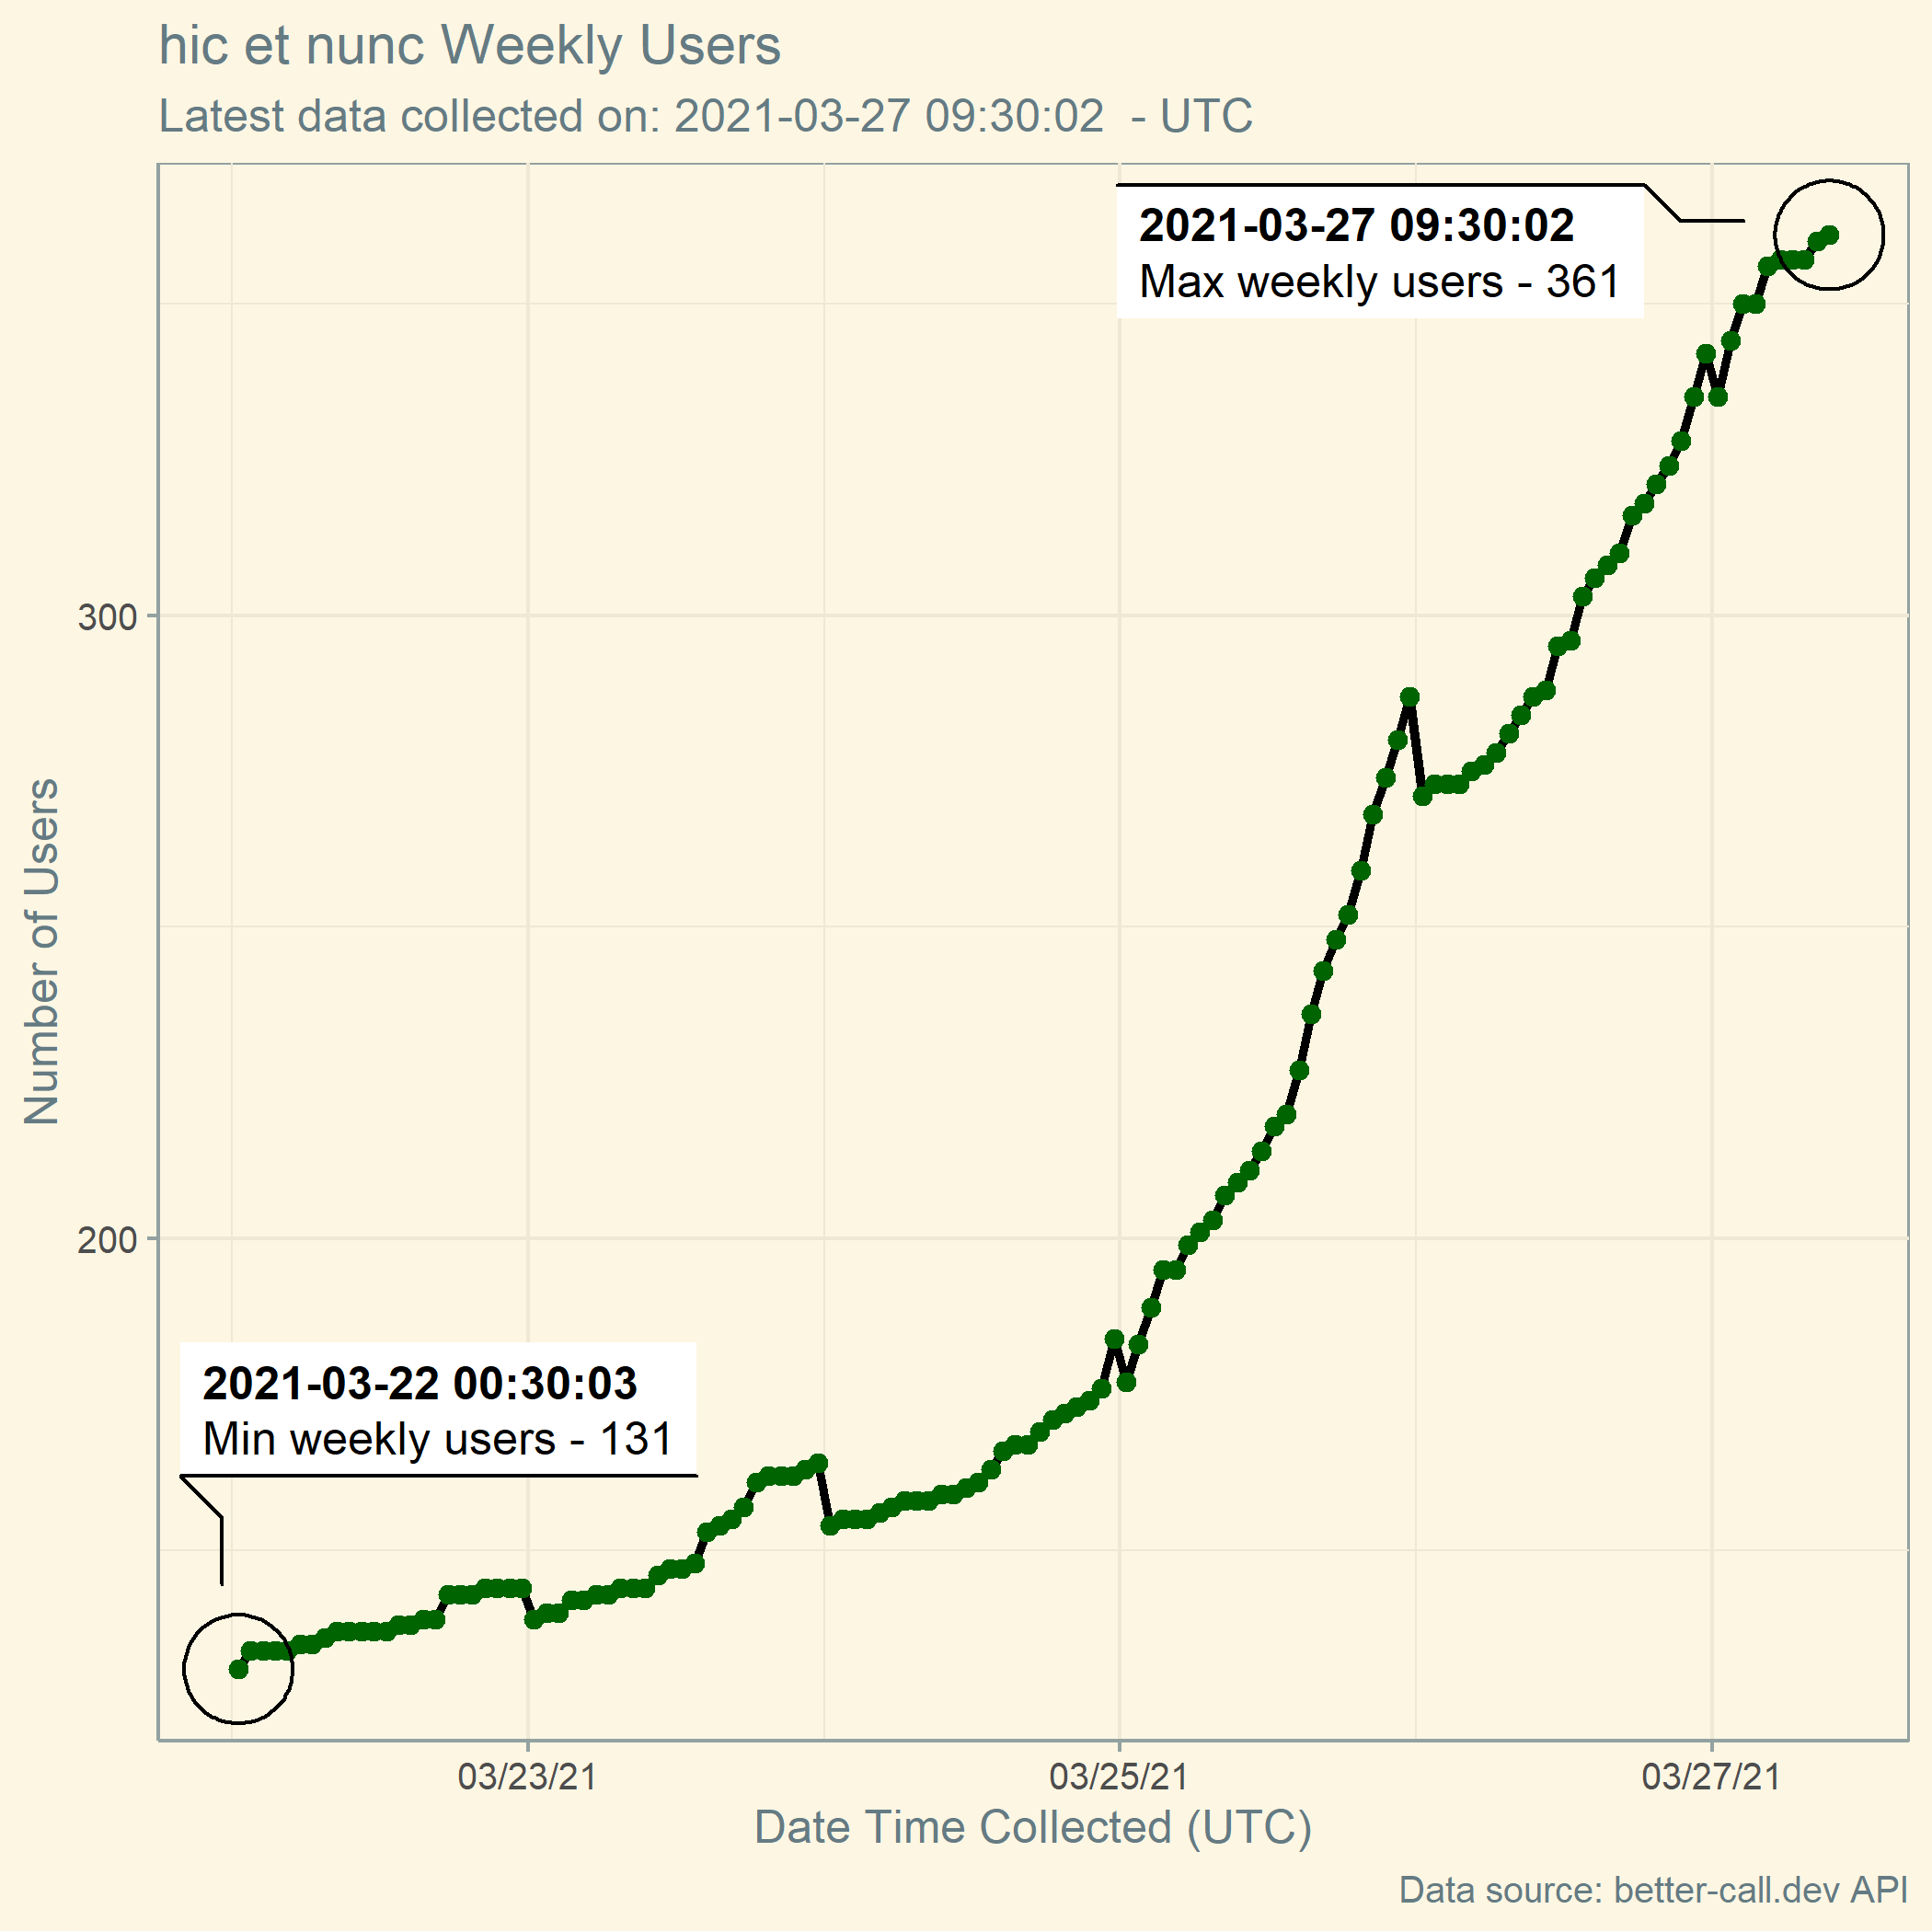 hic et nunc Weekly Users
Latest data collected on: 2021-03-27 09:30:02  - UTC
2021-03-27 09:30:02
Max weekly users - 361
300
Number of Users
200
2021-03-22 00:30:03
Min weekly users - 131
03/23/21
03/25/21
03/27/21
Date Time Collected (UTC)
Data source: better-call.dev API